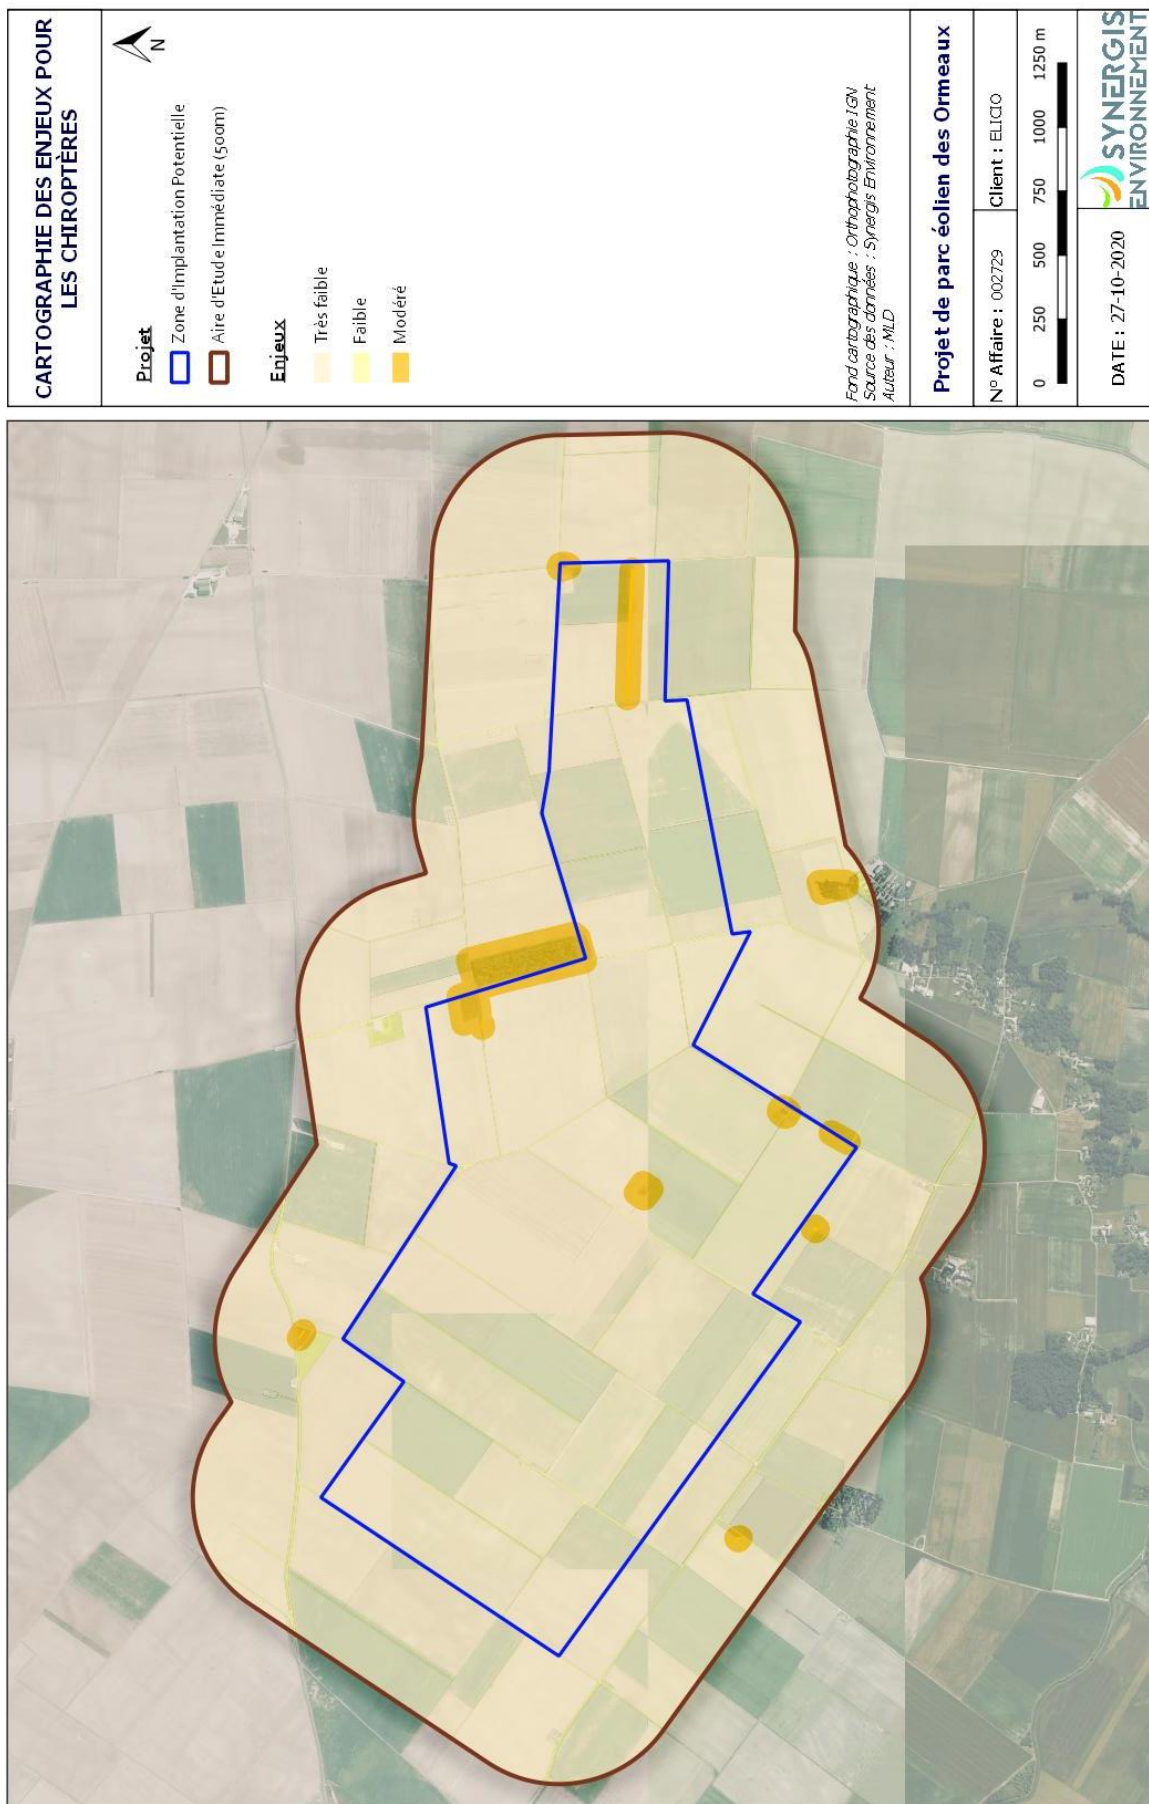 CARTOGRAPHIE DES ENJEUX POUR
LES CHIROPTÈRES
N
Projet
Zone d'Implantation Potentielle
Aire d'Etude Immédiate (500m)
Enjeux
Très faible
Faible
Modéré
Fond cartographique : Orthophotographie IGN
Source des données : Synergis Environnement
Auteur : MLD
Projet de parc éolien des Ormeaux
N° Affaire : 002729
Client : ELICIO
0 250 500 750 1000 1250 m
DATE : 27-10-2020
SYNERGIS
ENVIRONNEMENT